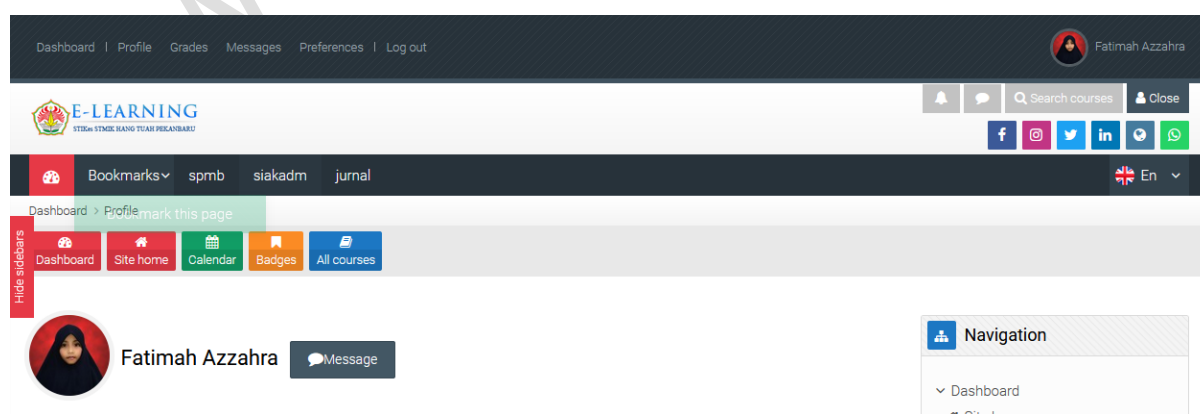 Dashboard | Profile Grades Messages Preferences | Log out
Fatimah Azzahra
E-LEARNING
STIKes STMIK HANG TUAH PEKANBARU
Search courses Close
Bookmarks spmb siakadm jurnal
En
Dashboard > Profile
Bookmark this page
Hide sidebars
Dashboard Site home Calendar Badges All courses
Fatimah Azzahra Message
Navigation
Dashboard